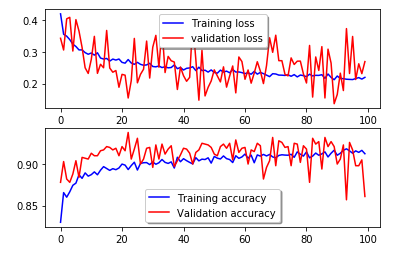 0.4
0.3
0.2
Training loss
validation loss
0 20 40 60 80 100
0.90
0.85
Training accuracy
Validation accuracy
0 20 40 60 80 100